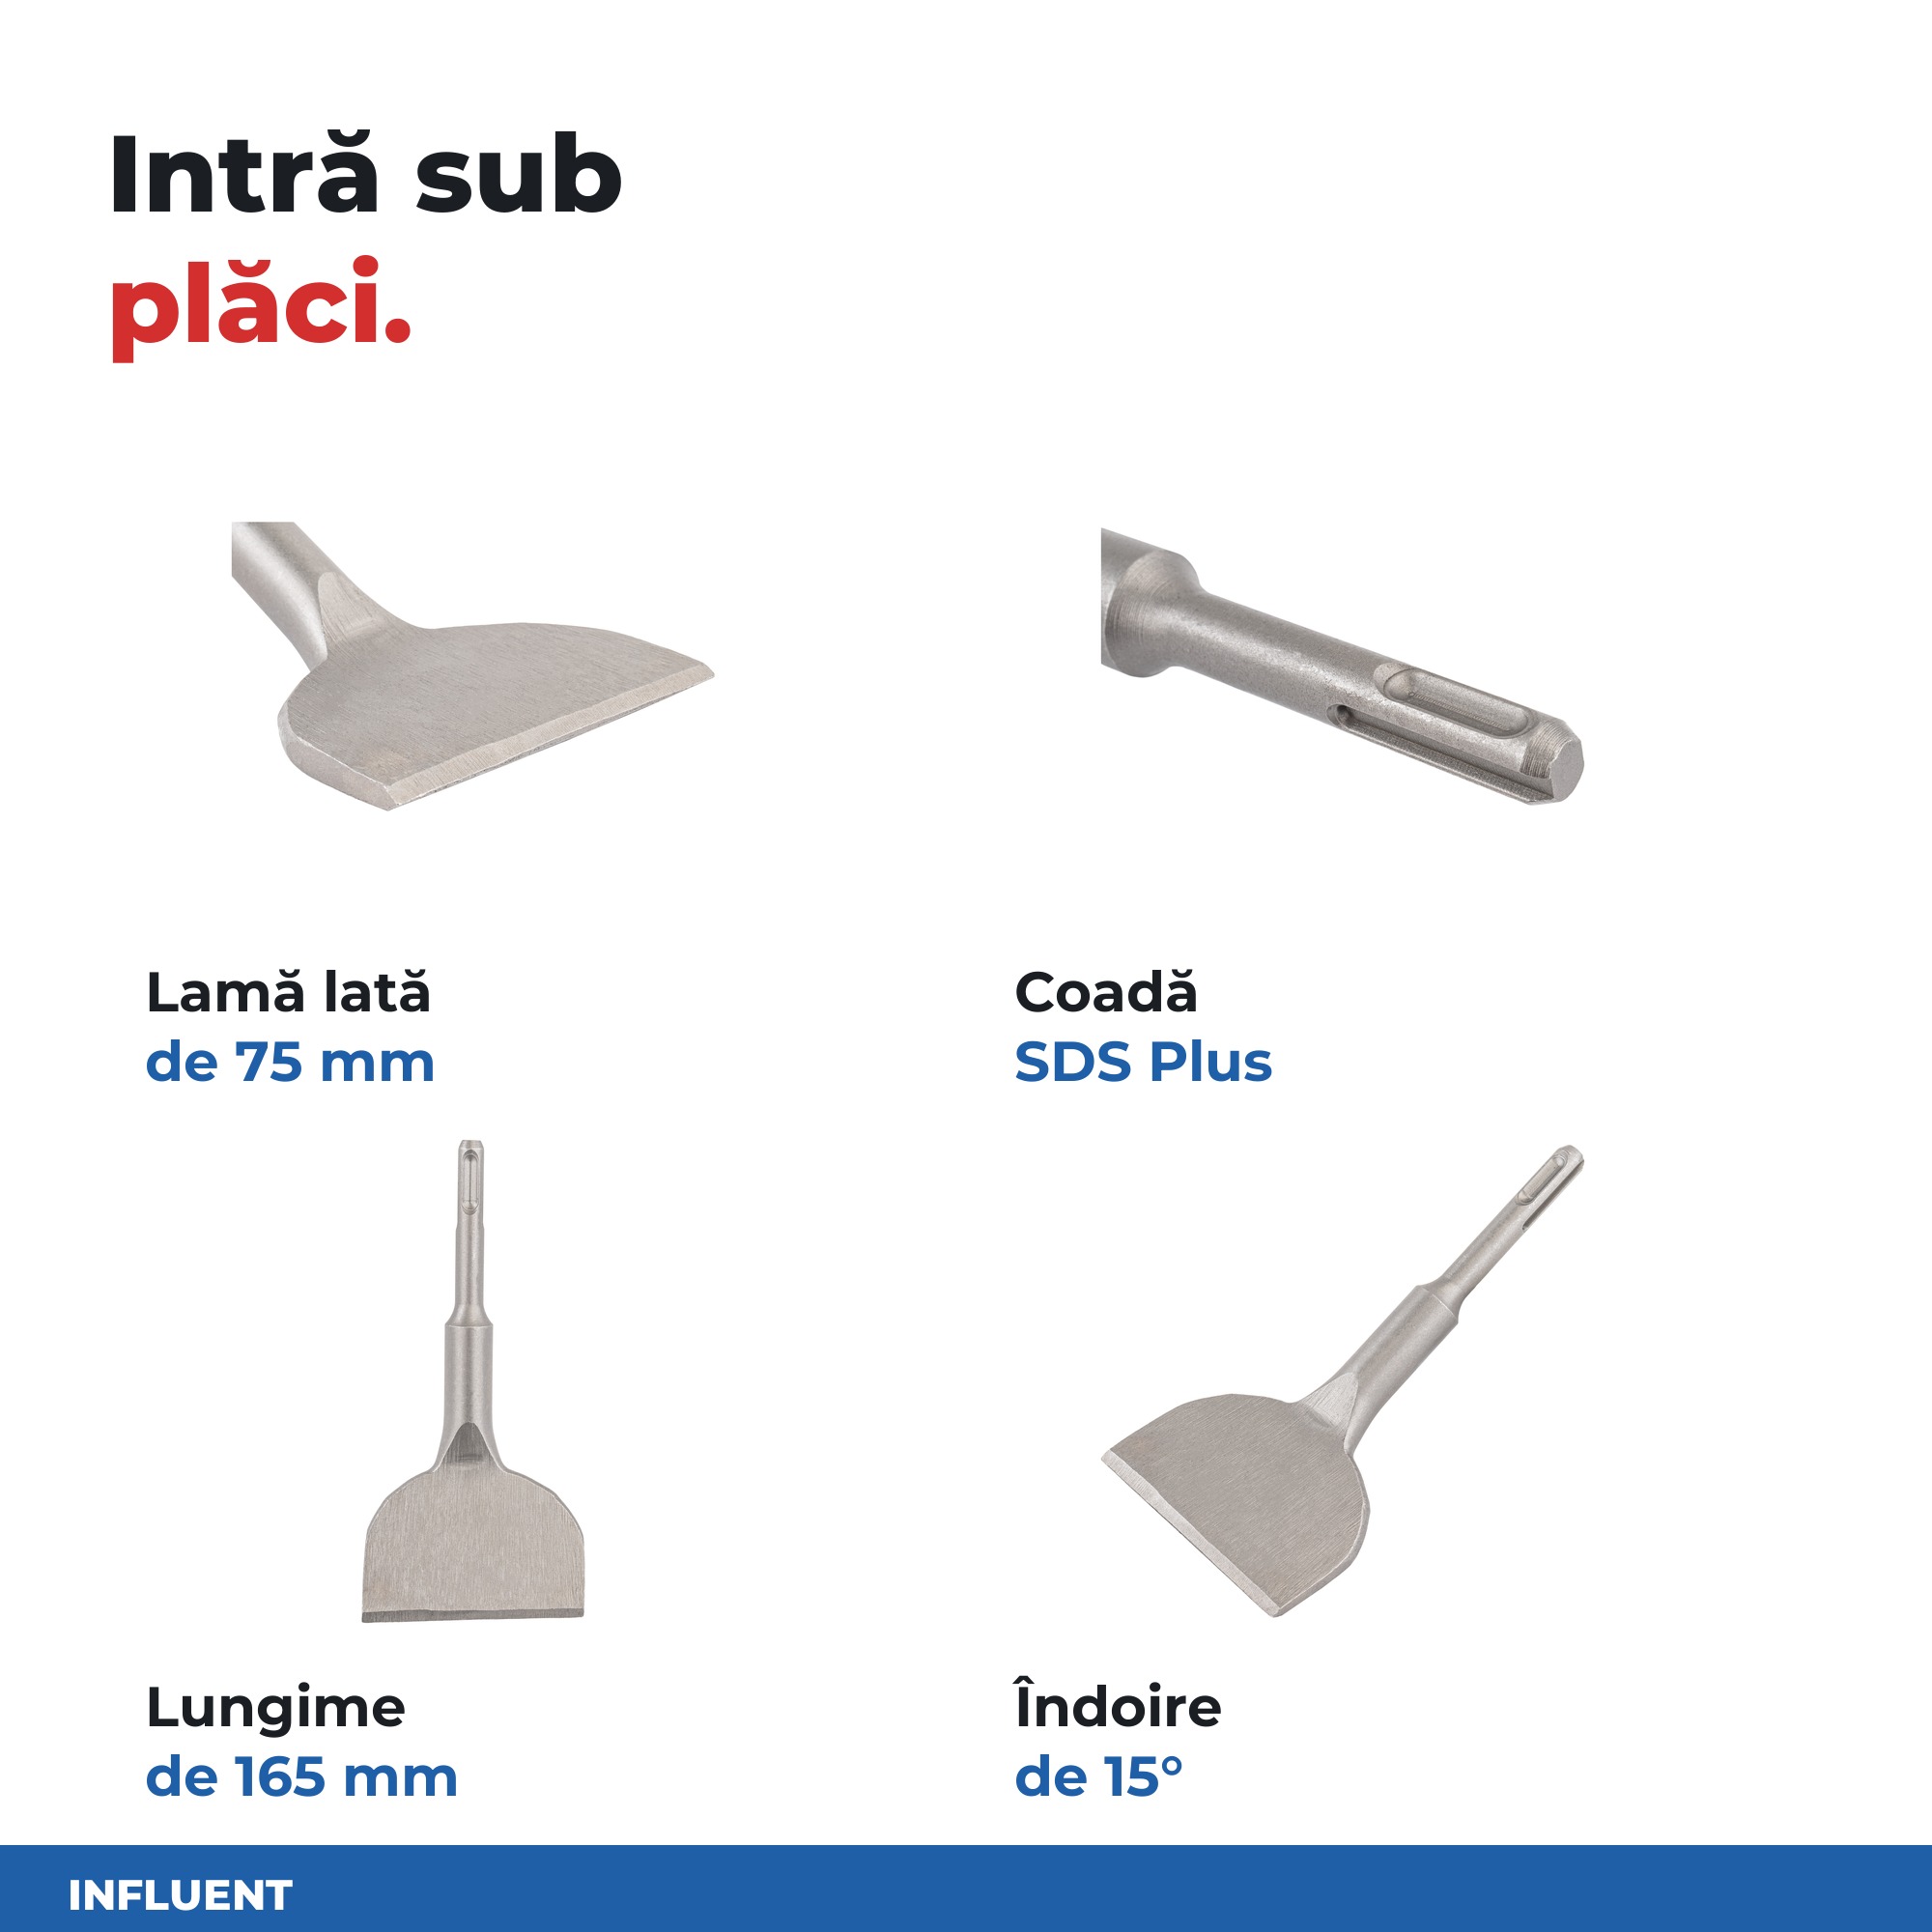 Intră sub
plăci.
Lamă lată
de 75 mm
Coadă
SDS Plus
Lungime
de 165 mm
Îndoire
de 15°
INFLUENT